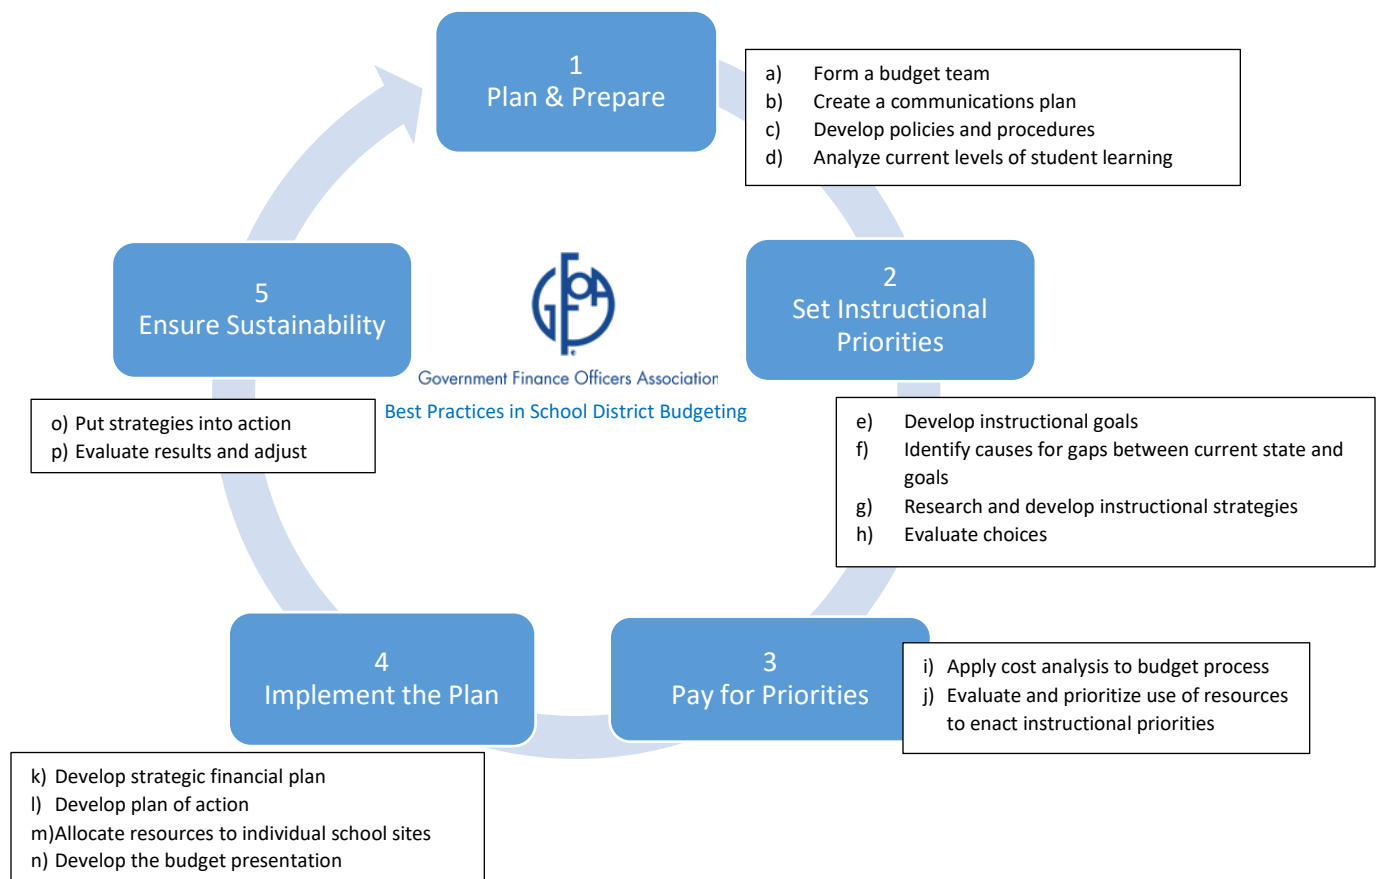 1
Plan & Prepare
a) Form a budget team
b) Create a communications plan
c) Develop policies and procedures
d) Analyze current levels of student learning
2
Set Instructional
Priorities
e) Develop instructional goals
f) Identify causes for gaps between current state and
goals
g) Research and develop instructional strategies
h) Evaluate choices
3
Pay for Priorities
i) Apply cost analysis to budget process
j) Evaluate and prioritize use of resources
to enact instructional priorities
4
Implement the Plan
k) Develop strategic financial plan
l) Develop plan of action
m)Allocate resources to individual school sites
n) Develop the budget presentation
5
Ensure Sustainability
o) Put strategies into action
p) Evaluate results and adjust
GFOA
Government Finance Officers Association
Best Practices in School District Budgeting